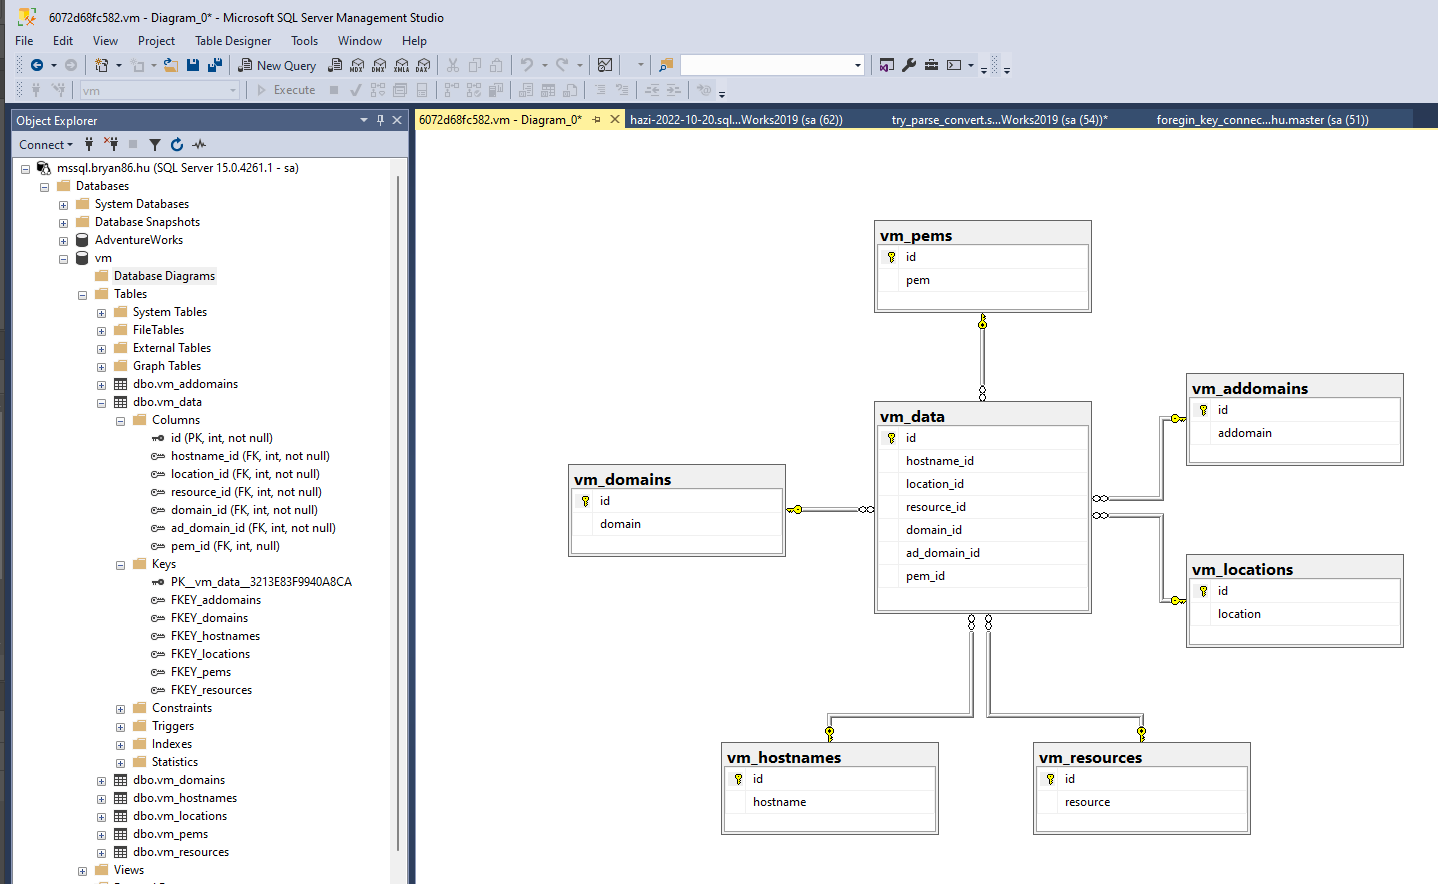 6072d68fc582.vm - Diagram_0* - Microsoft SQL Server Management Studio
File Edit View Project Table Designer Tools Window Help
New Query MDX DMX XMLA DAX
vm Execute
Object Explorer
Connect
mssql.bryan86.hu (SQL Server 15.0.4261.1 - sa)
Databases
System Databases
Database Snapshots
AdventureWorks
vm
Database Diagrams
Tables
System Tables
FileTables
External Tables
Graph Tables
dbo.vm_addomains
dbo.vm_data
Columns
id (PK, int, not null)
hostname_id (FK, int, not null)
location_id (FK, int, not null)
resource_id (FK, int, not null)
domain_id (FK, int, not null)
ad_domain_id (FK, int, not null)
pem_id (FK, int, null)
Keys
PK__vm_data__3213E83F9940A8CA
FKEY_addomains
FKEY_domains
FKEY_hostnames
FKEY_locations
FKEY_pems
FKEY_resources
Constraints
Triggers
Indexes
Statistics
dbo.vm_domains
dbo.vm_hostnames
dbo.vm_locations
dbo.vm_pems
dbo.vm_resources
Views
6072d68fc582.vm - Diagram_0* hazi-2022-10-20.sql...Works2019 (sa (62)) try_parse_convert.s...Works2019 (sa (54))* foregin_key_connec...hu.master (sa (51))
vm_pems
id
pem
vm_data
id
hostname_id
location_id
resource_id
domain_id
ad_domain_id
pem_id
vm_addomains
id
addomain
vm_domains
id
domain
vm_locations
id
location
vm_hostnames
id
hostname
vm_resources
id
resource